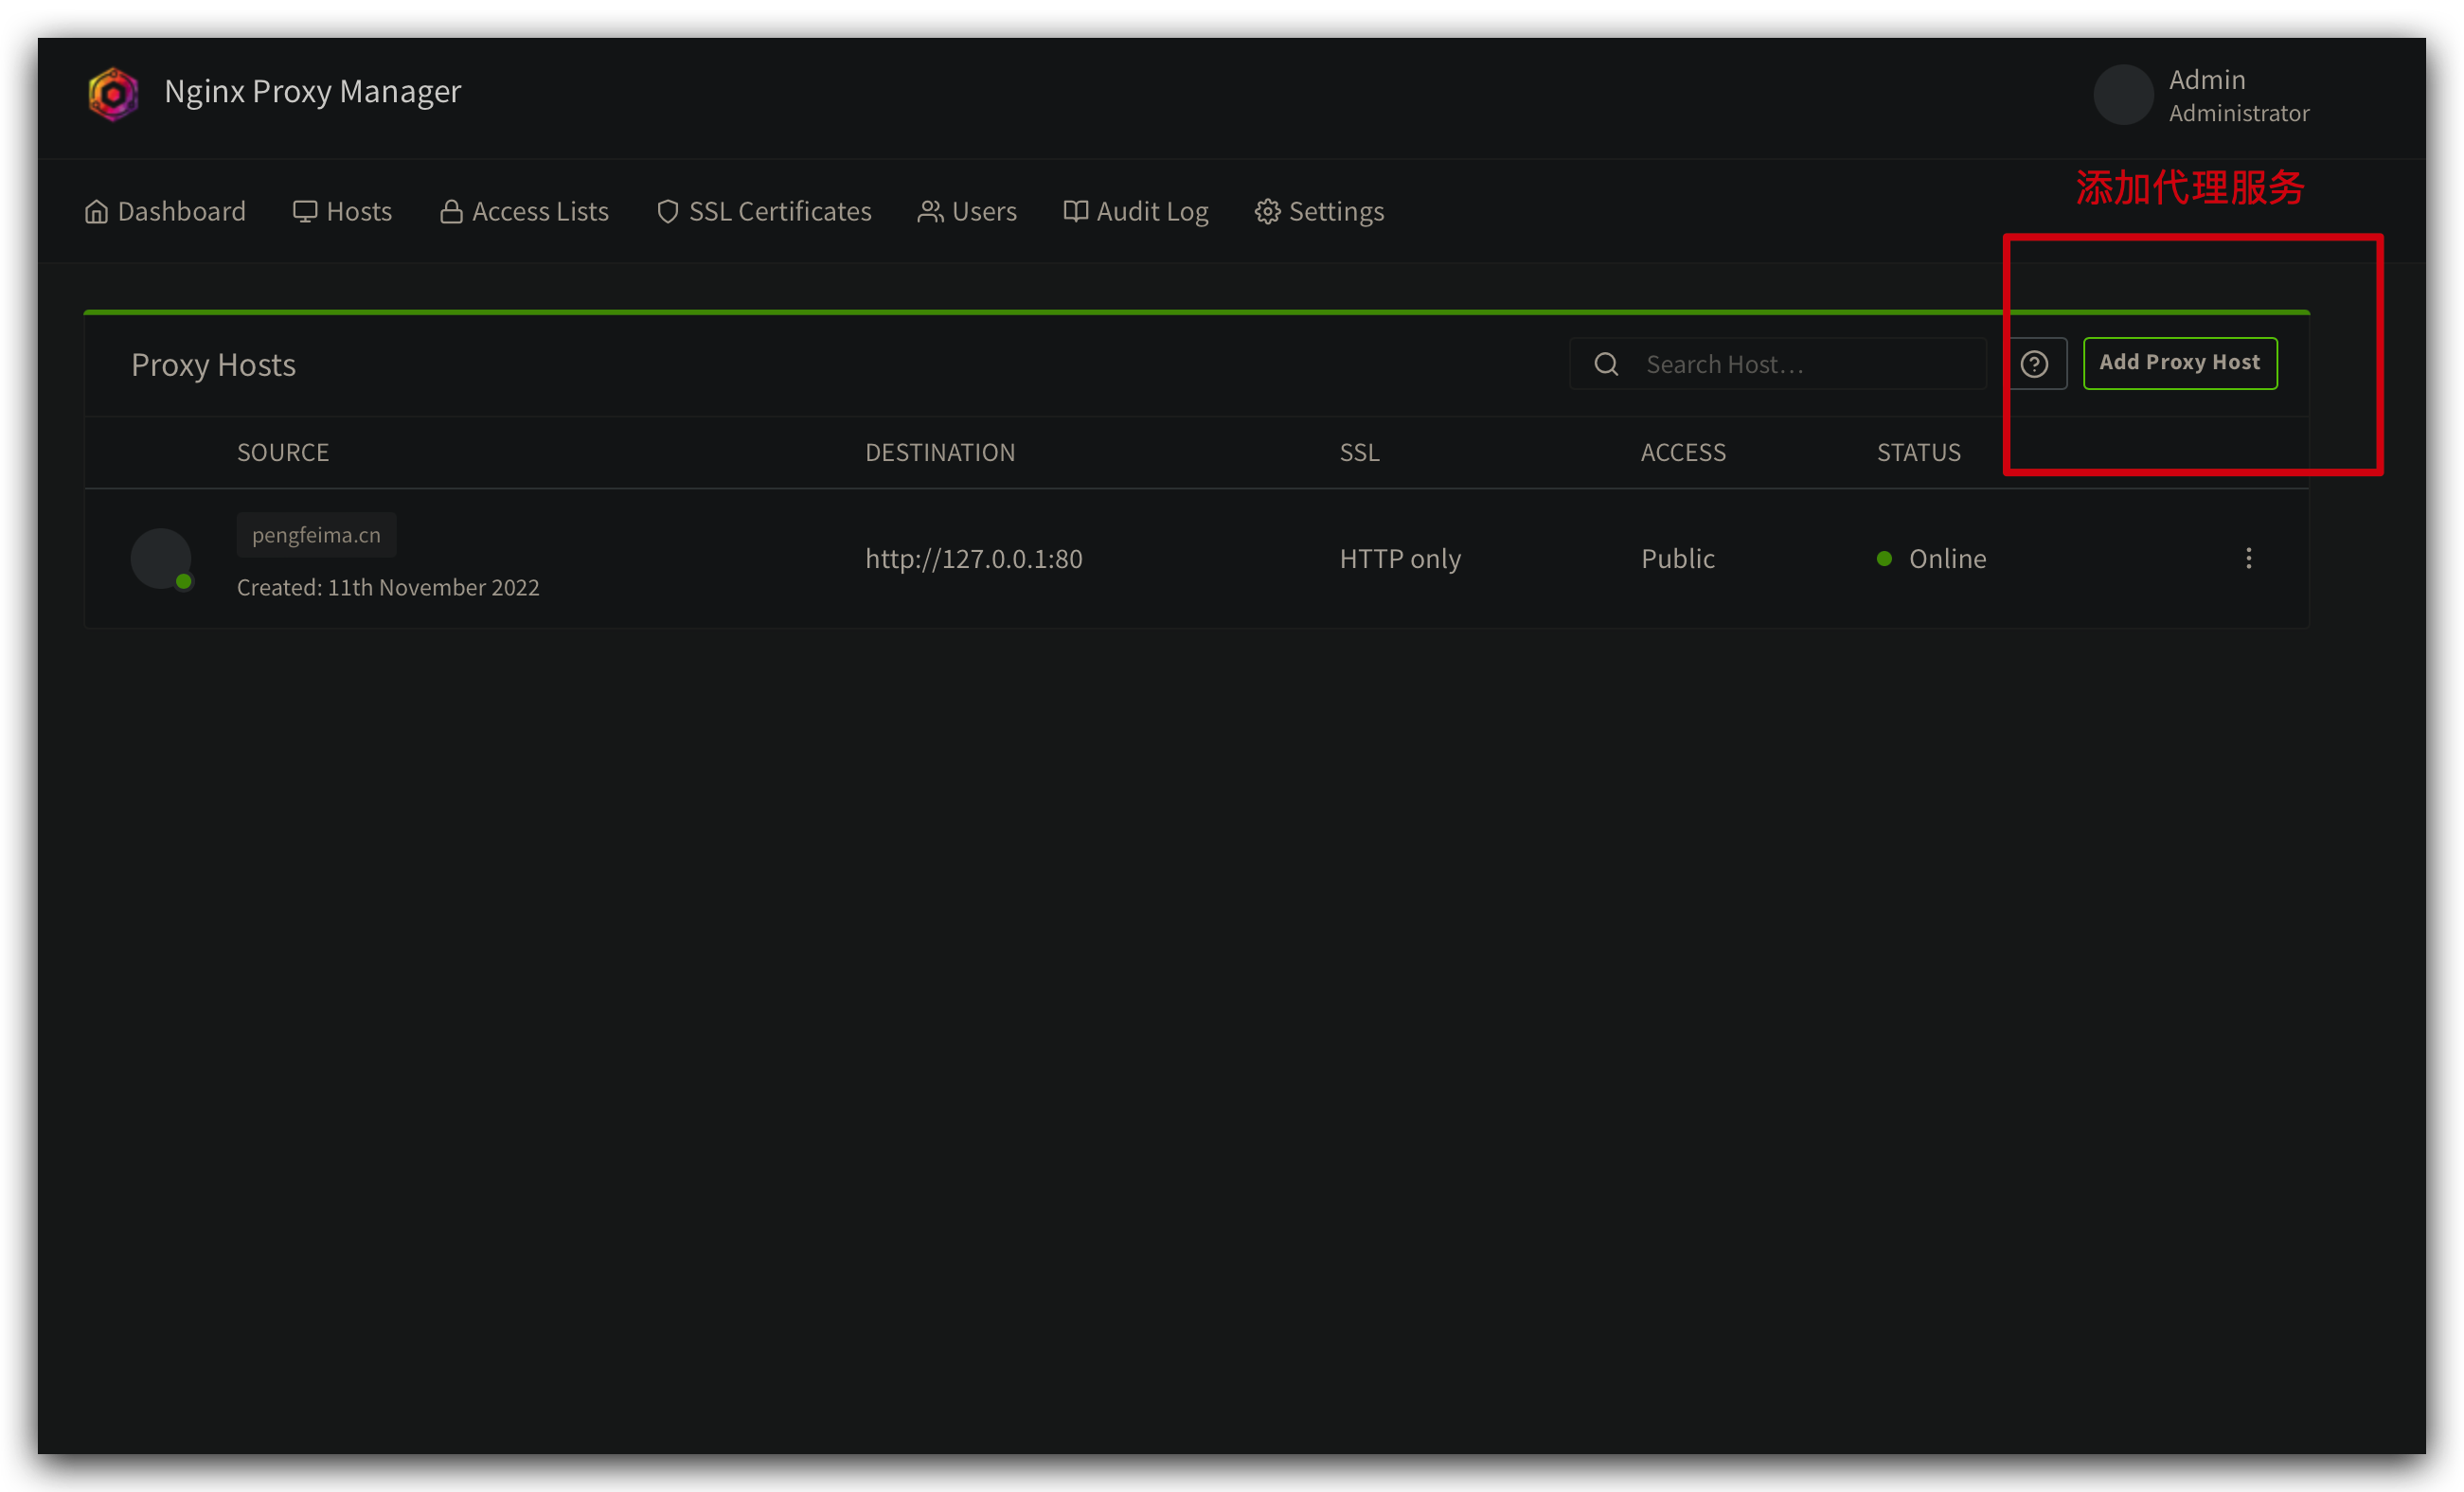 Nginx Proxy Manager
Admin
Administrator
添加代理服务
Dashboard Hosts Access Lists SSL Certificates Users Audit Log Settings
Proxy Hosts Search Host... Add Proxy Host
SOURCE DESTINATION SSL ACCESS STATUS
pengfeima.cn
http://127.0.0.1:80 HTTP only Public Online
Created: 11th November 2022